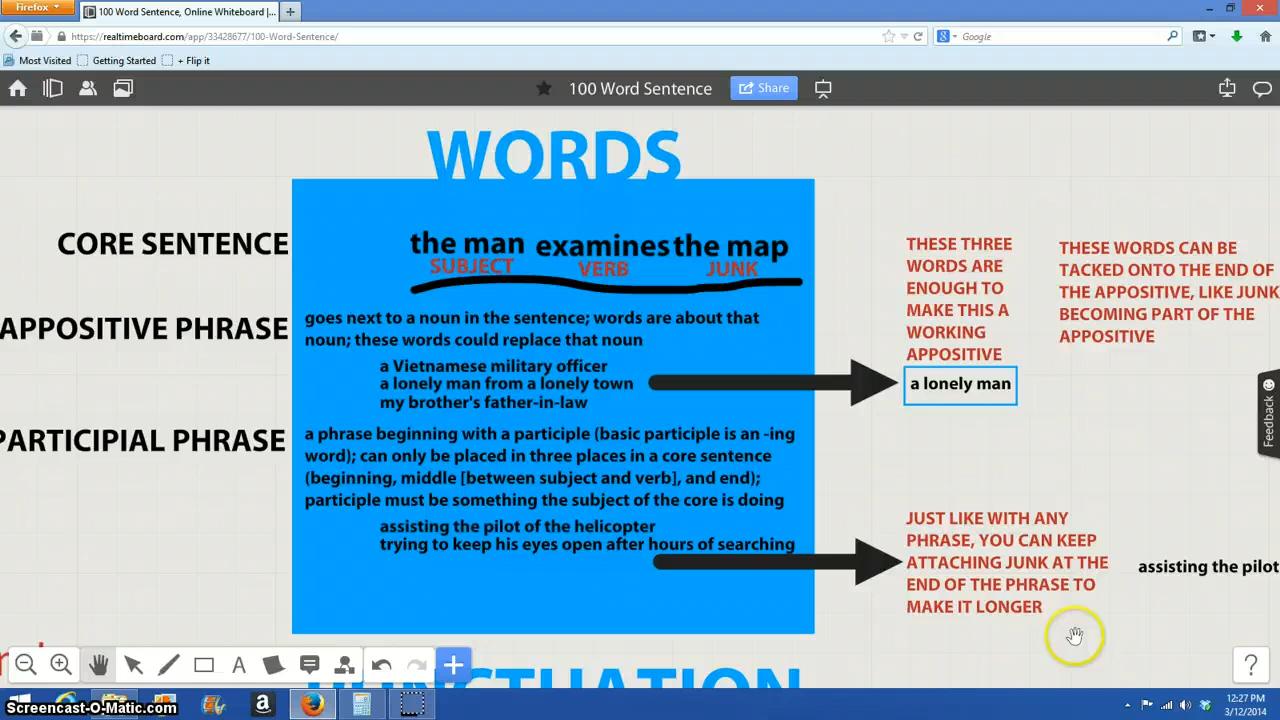 Firefox
100 Word Sentence, Online Whiteboard |...
https://realtimeboard.com/app/33428677/100-Word-Sentence/
Google
Most Visited
Getting Started
+ Flip it
100 Word Sentence
Share
WORDS
CORE SENTENCE
the man examines the map
SUBJECT VERB JUNK
APPOSITIVE PHRASE
goes next to a noun in the sentence; words are about that
noun; these words could replace that noun
a Vietnamese military officer
a lonely man from a lonely town
my brother's father-in-law
THESE THREE
WORDS ARE
ENOUGH TO
MAKE THIS A
WORKING
APPOSITIVE
a lonely man
THESE WORDS CAN BE
TACKED ONTO THE END OF
THE APPOSITIVE, LIKE JUNK
BECOMING PART OF THE
APPOSITIVE
PARTICIPIAL PHRASE
a phrase beginning with a participle (basic participle is an -ing
word); can only be placed in three places in a core sentence
(beginning, middle [between subject and verb], and end);
participle must be something the subject of the core is doing
assisting the pilot of the helicopter
trying to keep his eyes open after hours of searching
JUST LIKE WITH ANY
PHRASE, YOU CAN KEEP
ATTACHING JUNK AT THE
END OF THE PHRASE TO
MAKE IT LONGER
assisting the pilot
Feedback
PUNCTUATION
A
?
Screencast-O-Matic.com
12:27 PM
3/12/2014